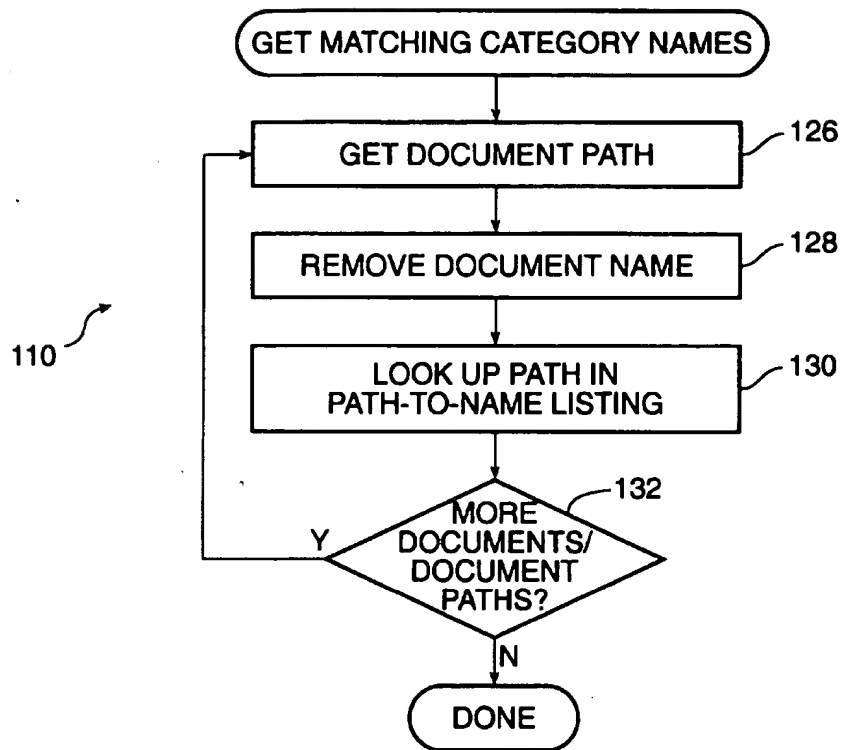 GET MATCHING CATEGORY NAMES
126
GET DOCUMENT PATH
128
REMOVE DOCUMENT NAME
110
130
LOOK UP PATH IN
PATH-TO-NAME LISTING
132
Y
MORE
DOCUMENTS/
DOCUMENT
PATHS?
N
DONE